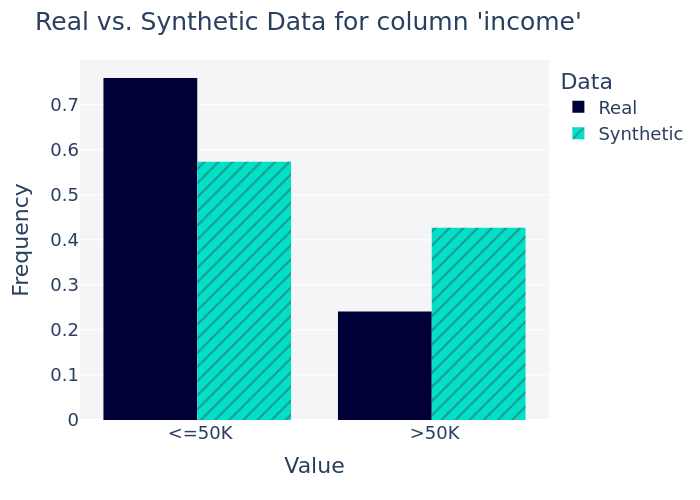 Real vs. Synthetic Data for column 'income'
Data
Real
Synthetic
Frequency
0.7
0.6
0.5
0.4
0.3
0.2
0.1
0
<=50K
>50K
Value